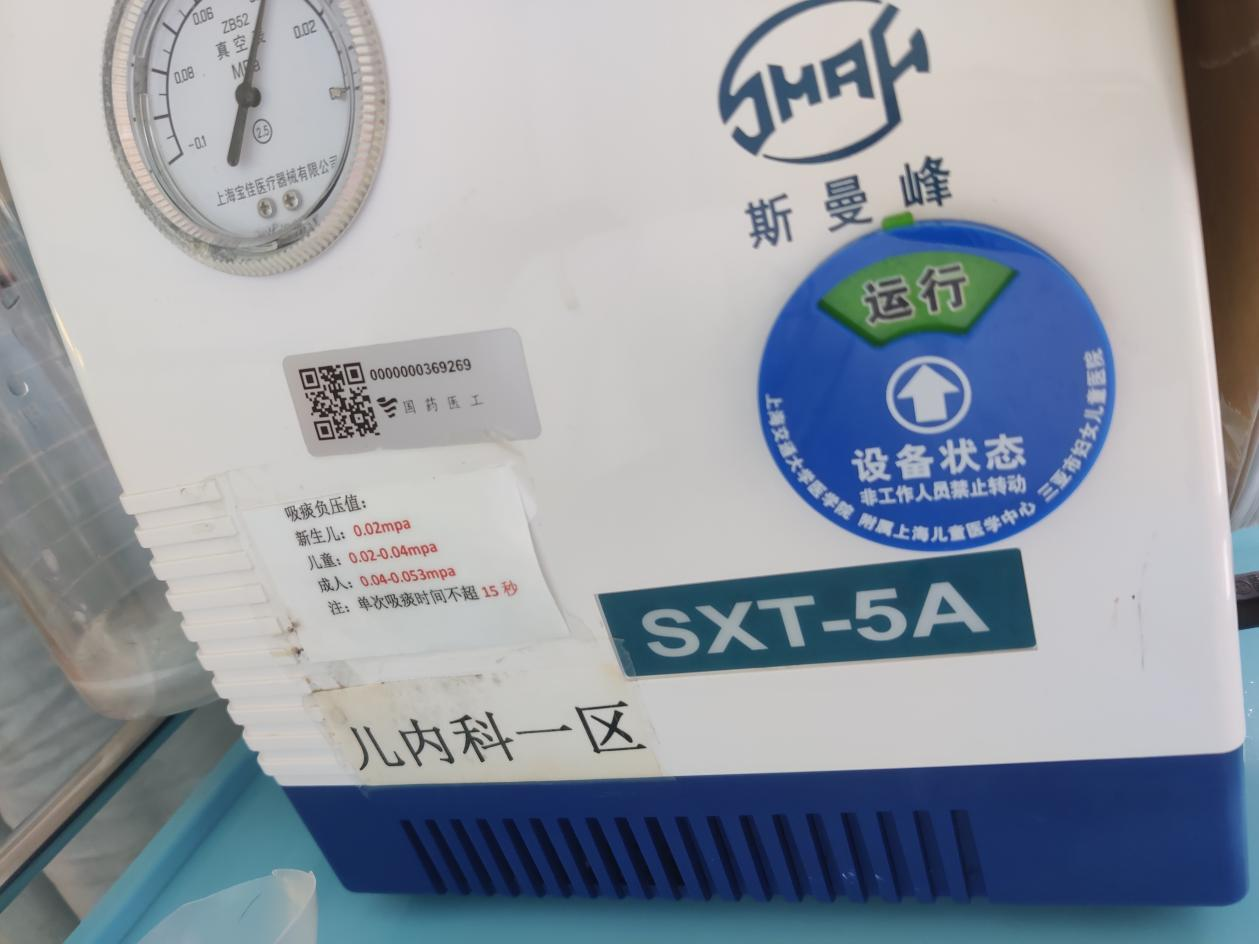 0.06
0.02
ZB52
真空表
0.08
MPa
-0.1
2.5
上海宝佳医疗器械有限公司
SMAF
斯曼峰
运行
设备状态
非工作人员禁止转动
上海交通大学医学院 附属上海儿童医学中心 三亚市妇女儿童医院
0000000369269
国药医工
吸痰负压值：
新生儿：0.02mpa
儿童：0.02-0.04mpa
成人：0.04-0.053mpa
注：单次吸痰时间不超 15 秒
SXT-5A
儿内科一区